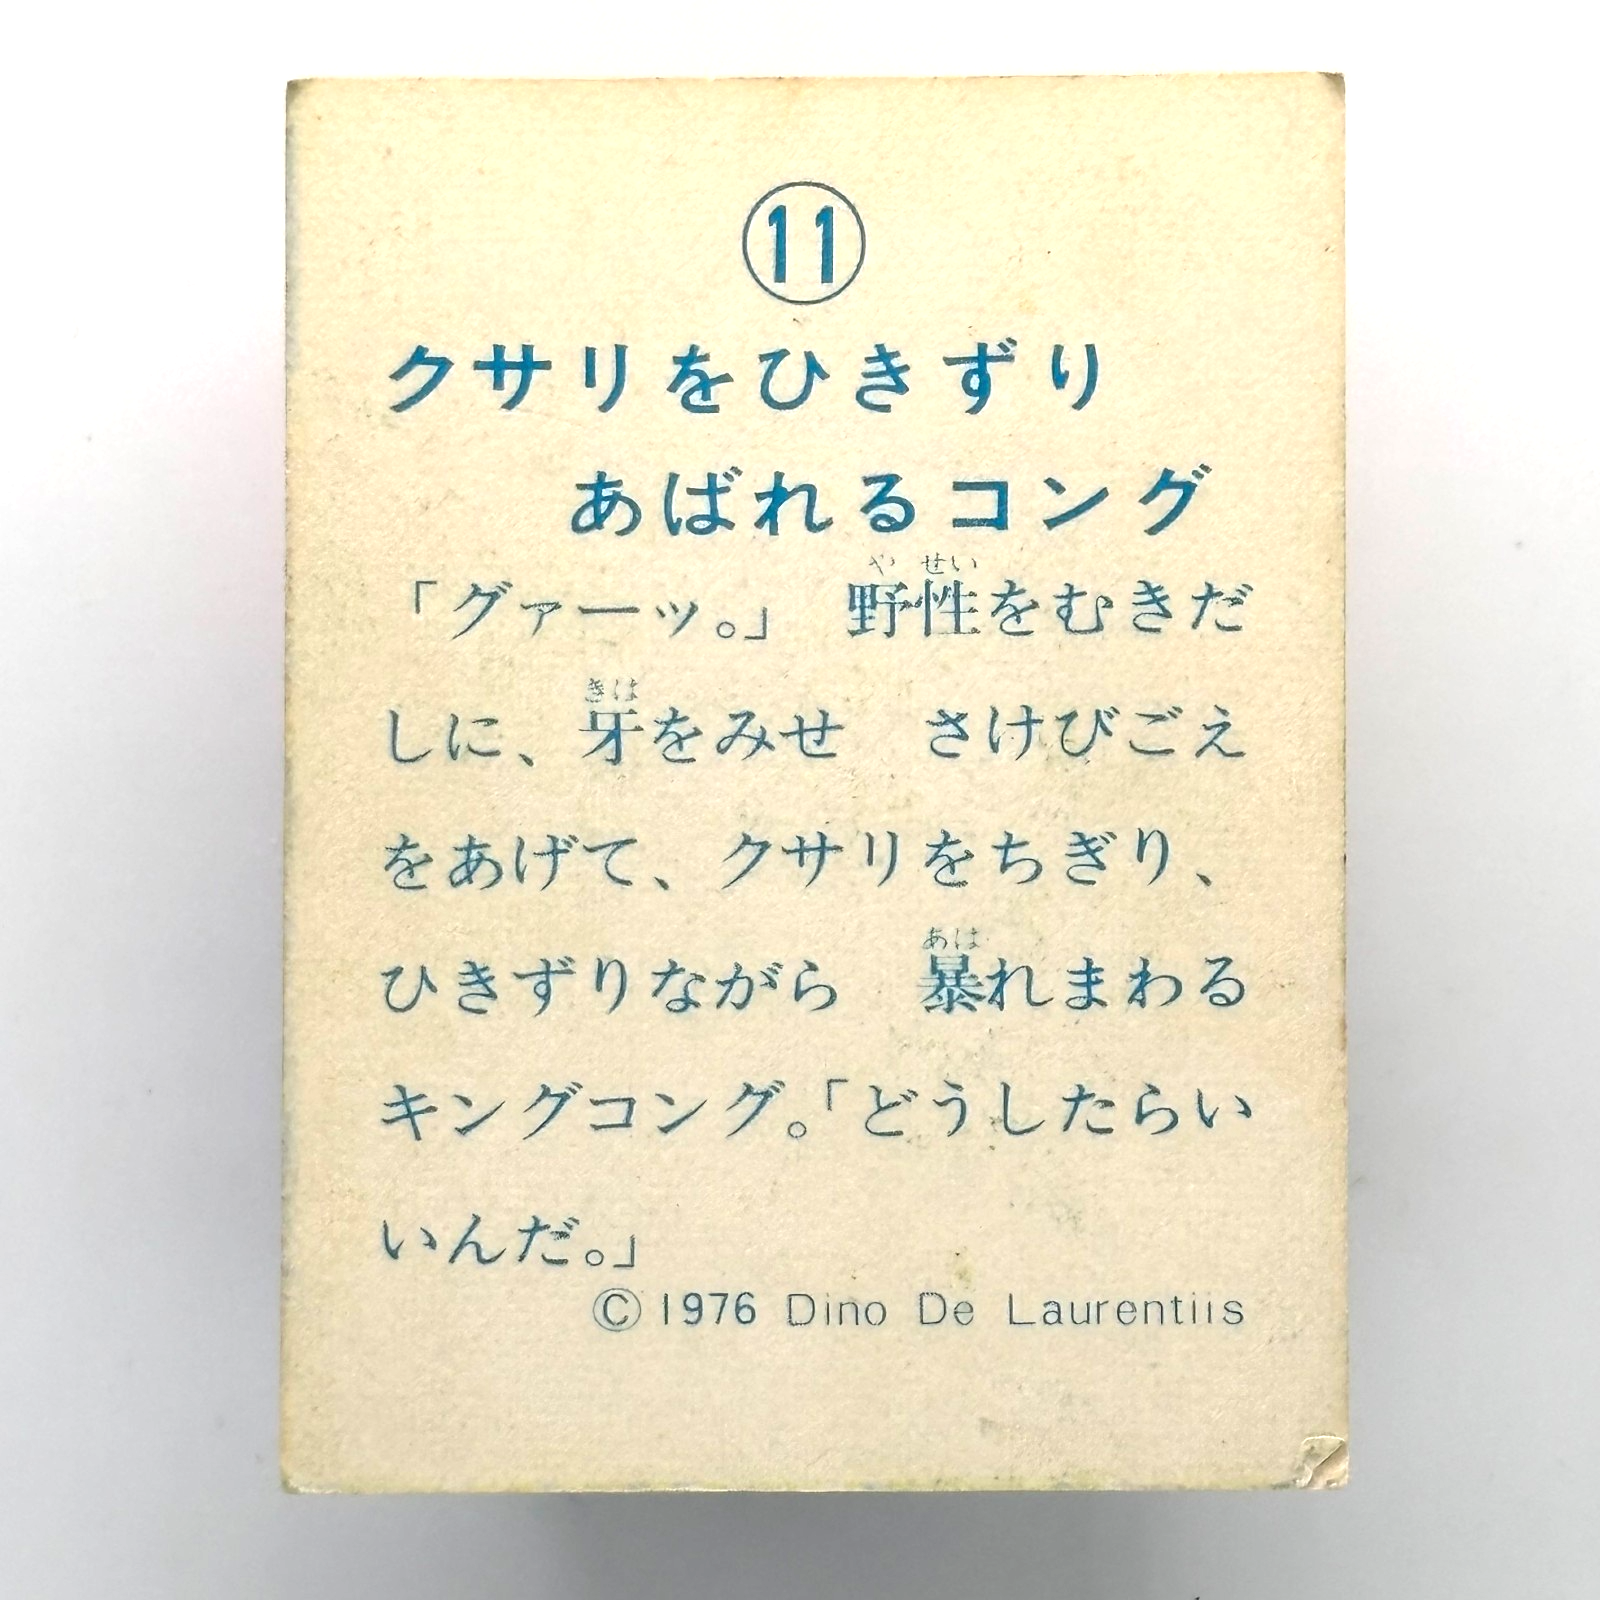 11
クサリをひきずり
あばれるコング
「グァーッ。」　野性をむきだ
しに、牙をみせ　さけびごえ
をあげて、クサリをちぎり、
ひきずりながら　暴れまわる
キングコング。「どうしたらい
いんだ。」
©1976 Dino De Laurentiis